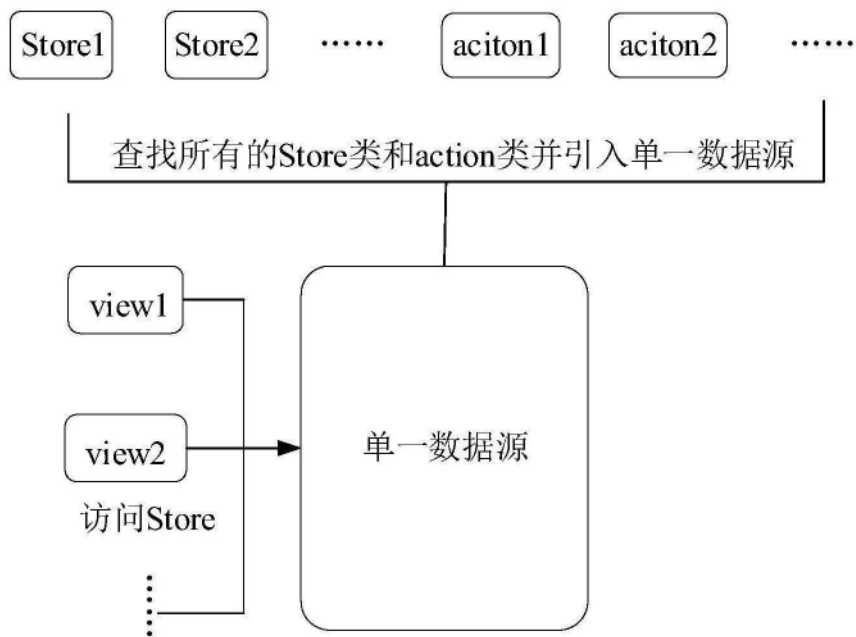 Store1 Store2 …… aciton1 aciton2 ……
查找所有的Store类和action类并引入单一数据源
view1
单一数据源
view2
访问Store
……